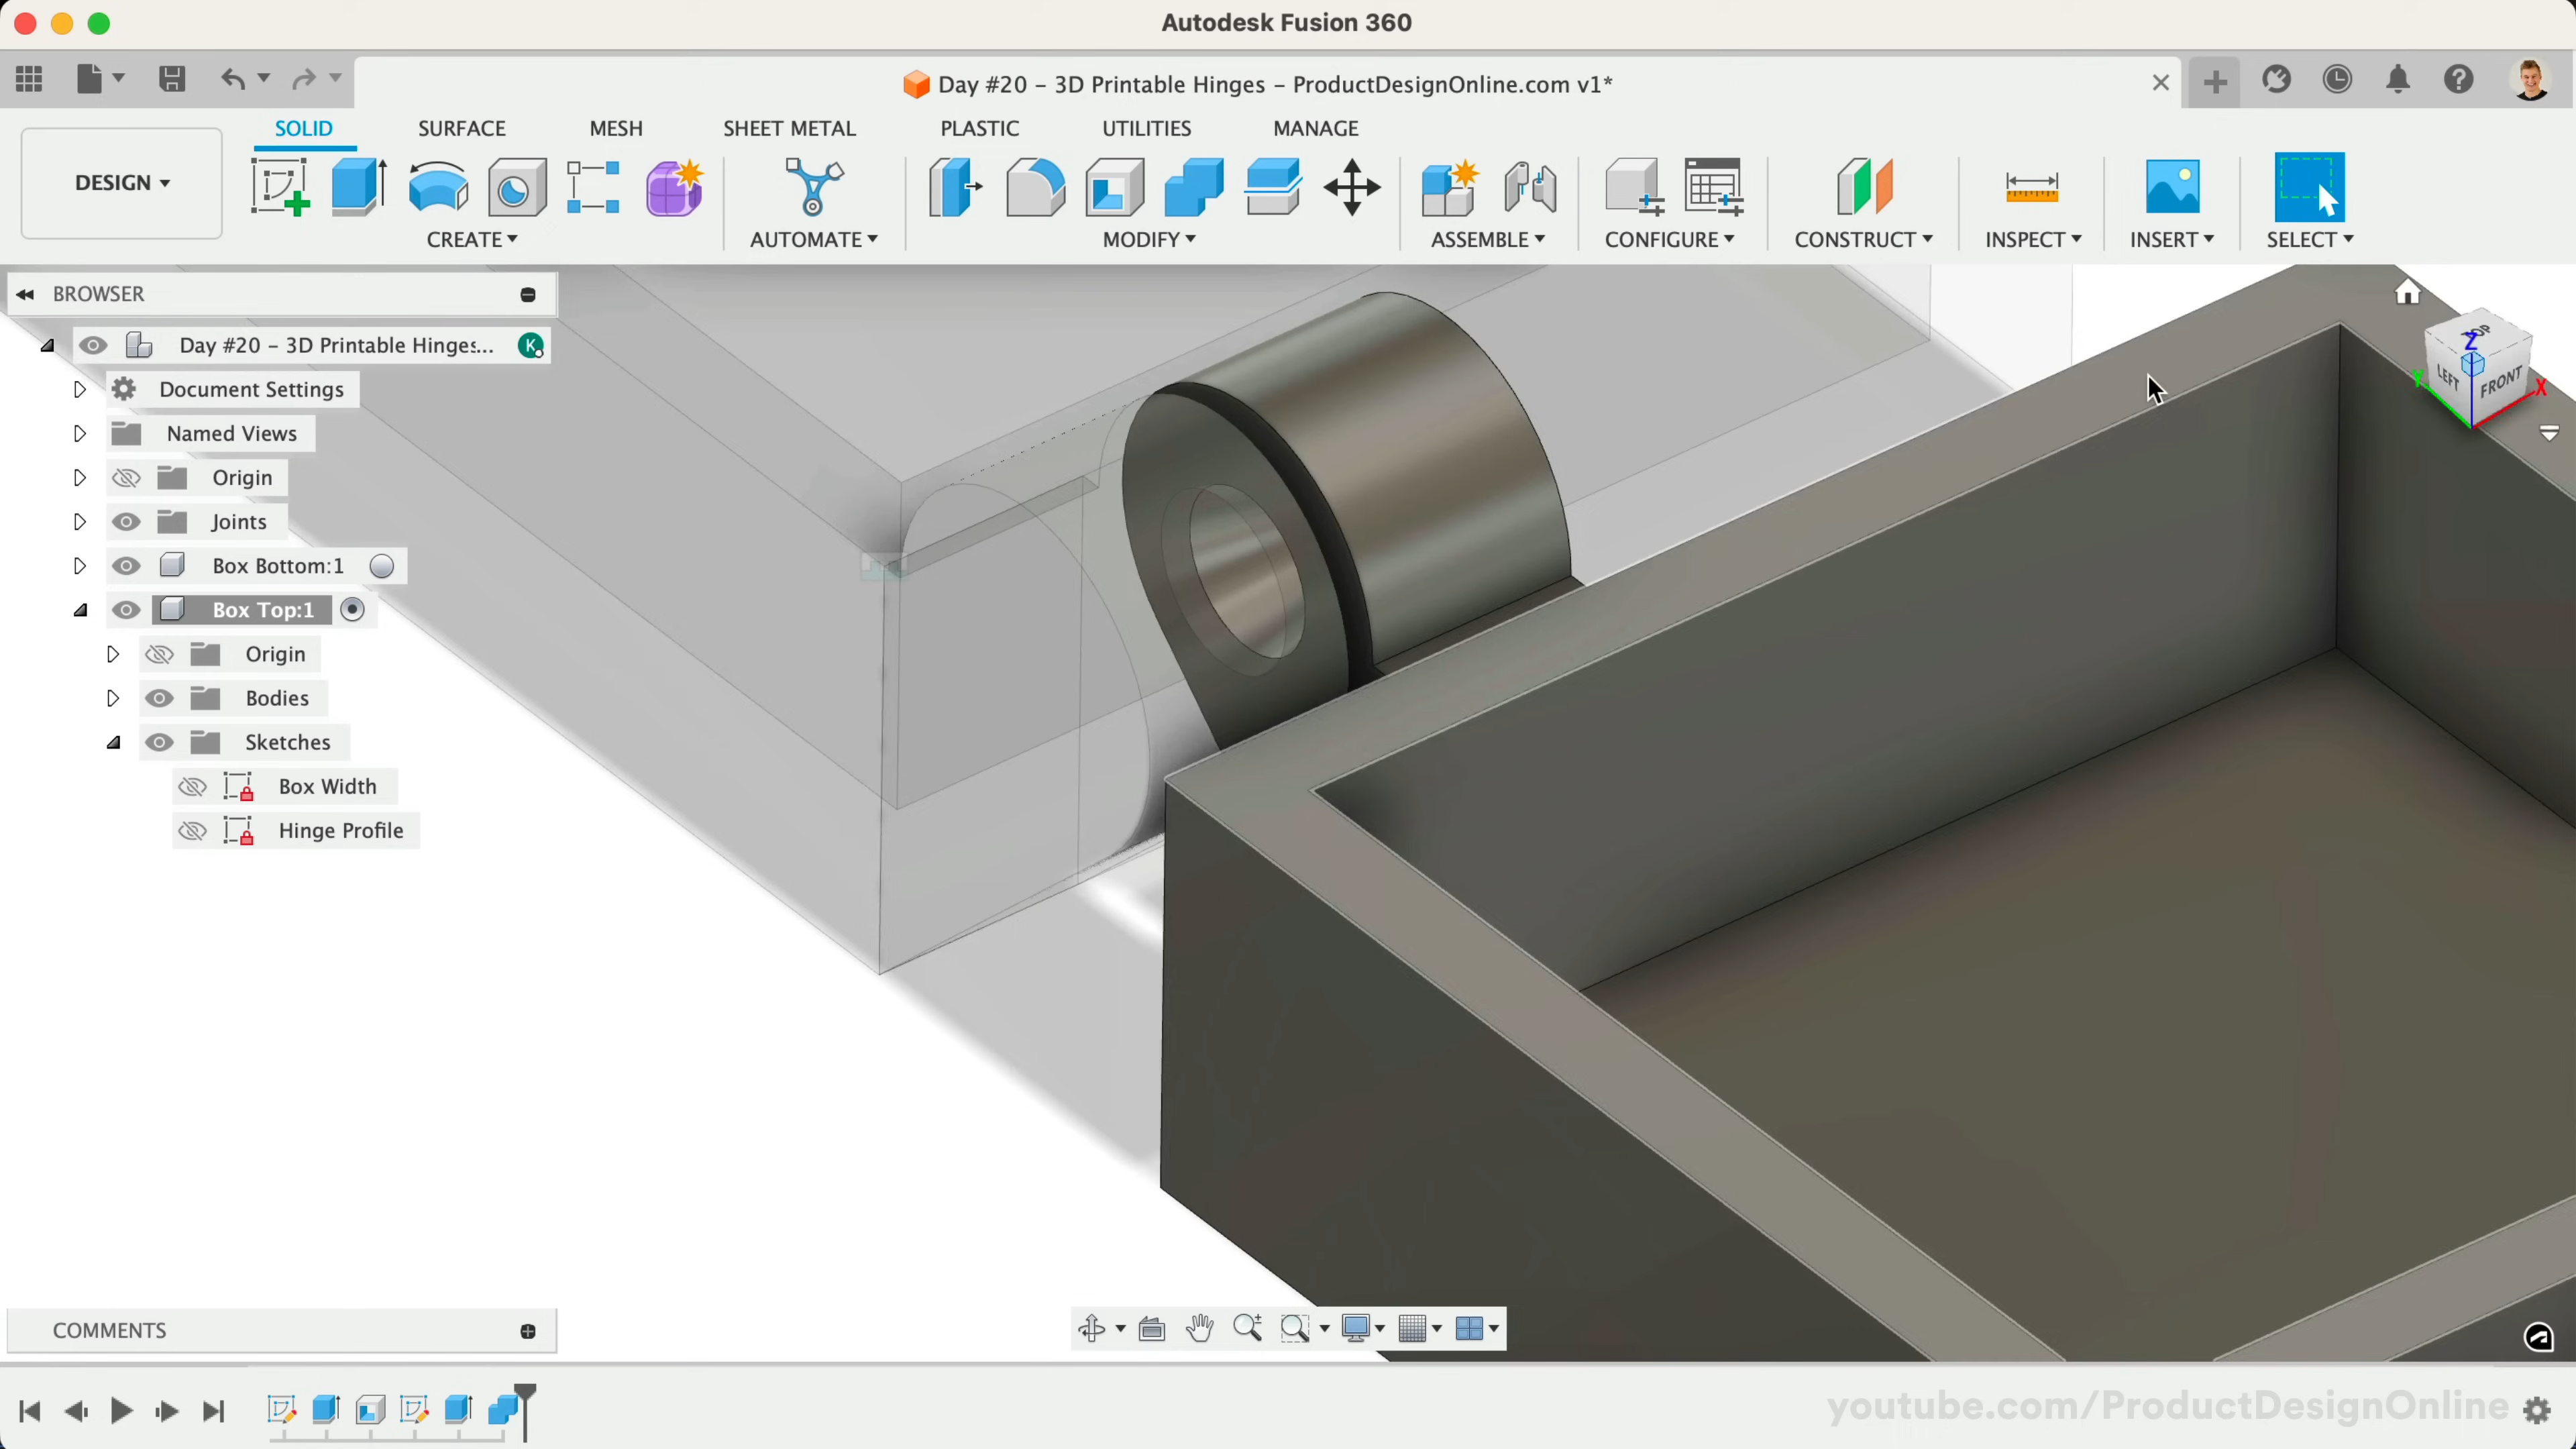 Autodesk Fusion 360
Day #20 – 3D Printable Hinges – ProductDesignOnline.com v1*
SOLID SURFACE MESH SHEET METAL PLASTIC UTILITIES MANAGE
DESIGN
CREATE AUTOMATE MODIFY ASSEMBLE CONFIGURE CONSTRUCT INSPECT INSERT SELECT
BROWSER
Day #20 – 3D Printable Hinges... K
Document Settings
Named Views
Origin
Joints
Box Bottom:1
Box Top:1
Origin
Bodies
Sketches
Box Width
Hinge Profile
TOP
Z
LEFT FRONT
Y X
COMMENTS
youtube.com/ProductDesignOnline